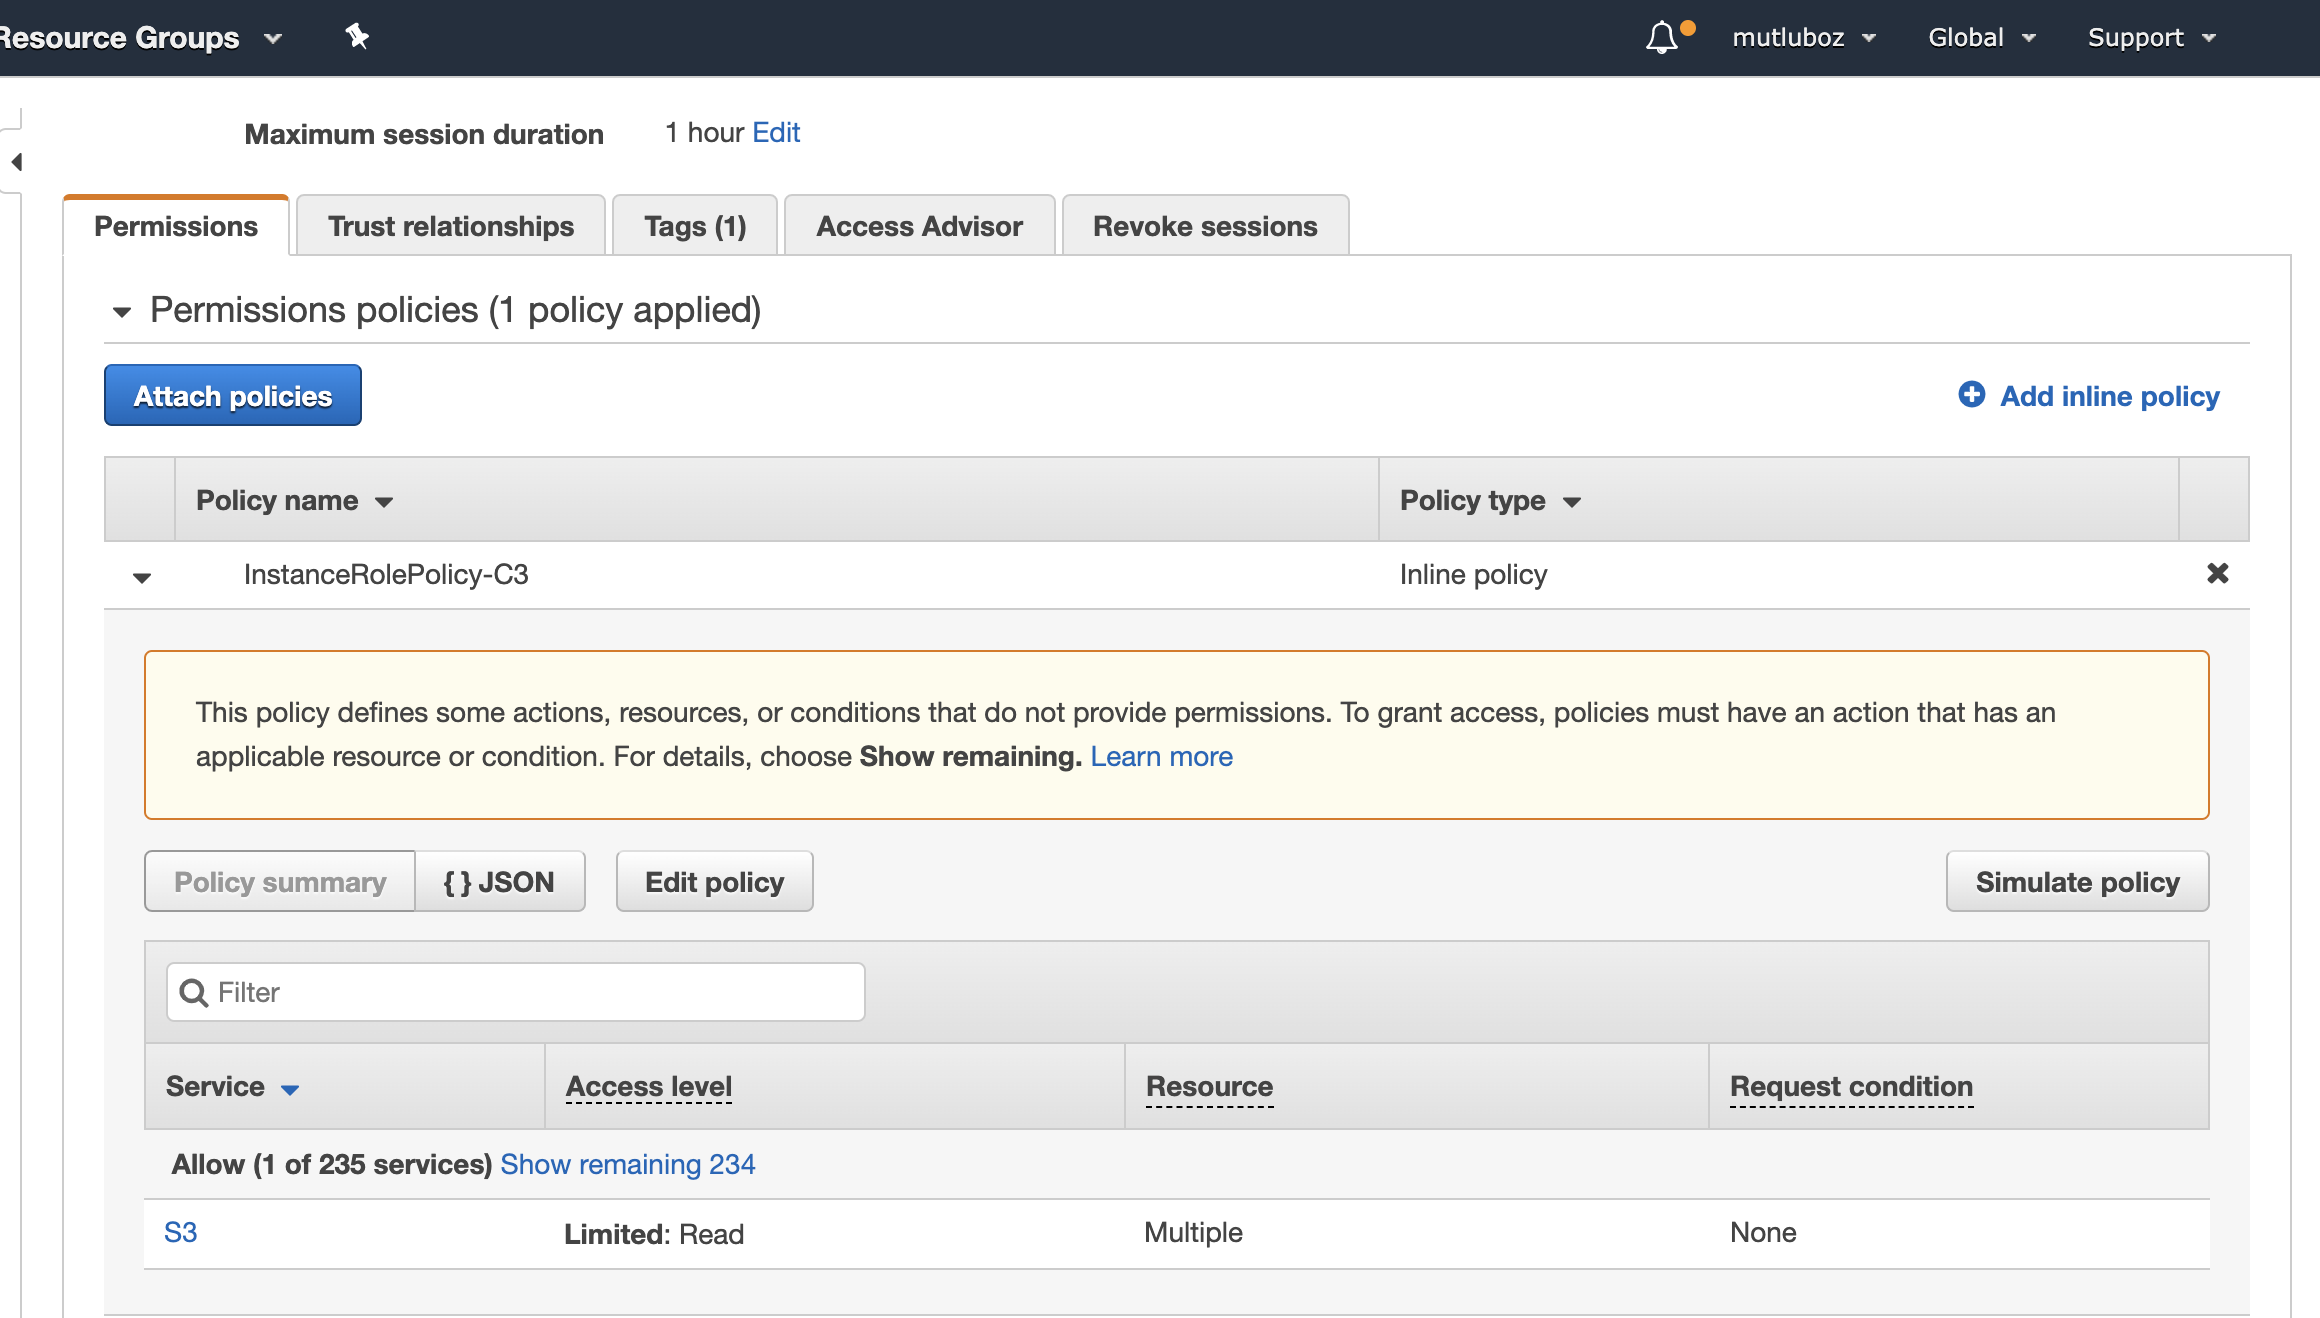 Resource Groups
mutluboz
Global
Support
Maximum session duration 1 hour Edit
Permissions
Trust relationships
Tags (1)
Access Advisor
Revoke sessions
Permissions policies (1 policy applied)
Attach policies
Add inline policy
Policy name
Policy type
InstanceRolePolicy-C3
Inline policy
This policy defines some actions, resources, or conditions that do not provide permissions. To grant access, policies must have an action that has an
applicable resource or condition. For details, choose Show remaining. Learn more
Policy summary
{ } JSON
Edit policy
Simulate policy
Filter
Service
Access level
Resource
Request condition
Allow (1 of 235 services) Show remaining 234
S3
Limited: Read
Multiple
None